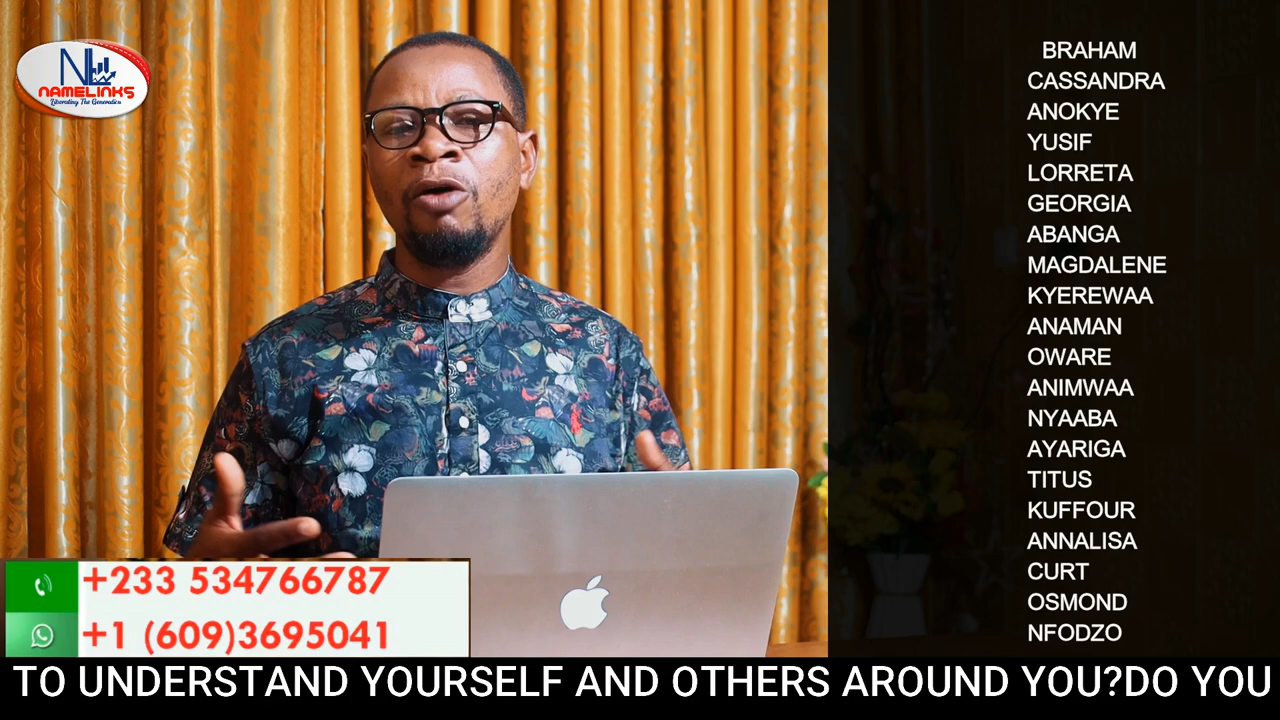 NL
NAMELINKS
Liberating The Generation
BRAHAM
CASSANDRA
ANOKYE
YUSIF
LORRETA
GEORGIA
ABANGA
MAGDALENE
KYEREWAA
ANAMAN
OWARE
ANIMWAA
NYAABA
AYARIGA
TITUS
KUFFOUR
ANNALISA
CURT
OSMOND
NFODZO
+233 534766787
+1 (609)3695041
TO UNDERSTAND YOURSELF AND OTHERS AROUND YOU?DO YOU